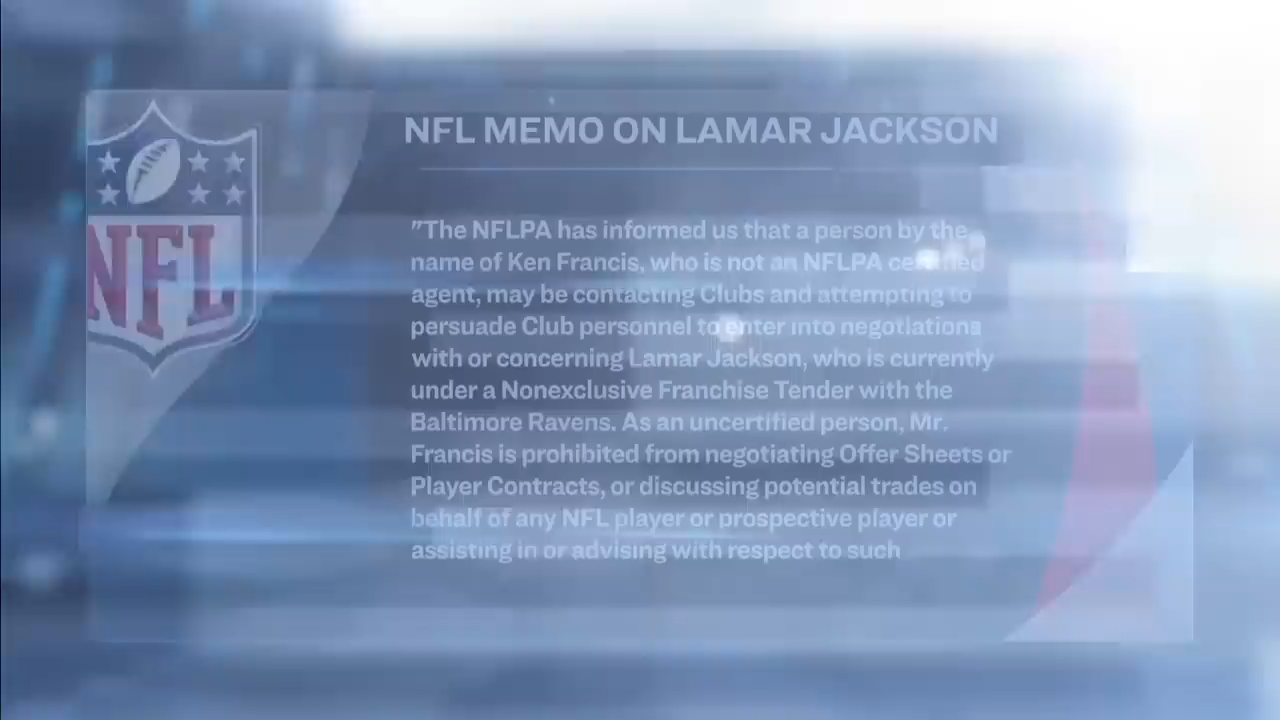 NFL
NFL MEMO ON LAMAR JACKSON
"The NFLPA has informed us that a person by the
name of Ken Francis, who is not an NFLPA certified
agent, may be contacting Clubs and attempting to
persuade Club personnel to enter into negotiations
with or concerning Lamar Jackson, who is currently
under a Nonexclusive Franchise Tender with the
Baltimore Ravens. As an uncertified person, Mr.
Francis is prohibited from negotiating Offer Sheets or
Player Contracts, or discussing potential trades on
behalf of any NFL player or prospective player or
assisting in or advising with respect to such